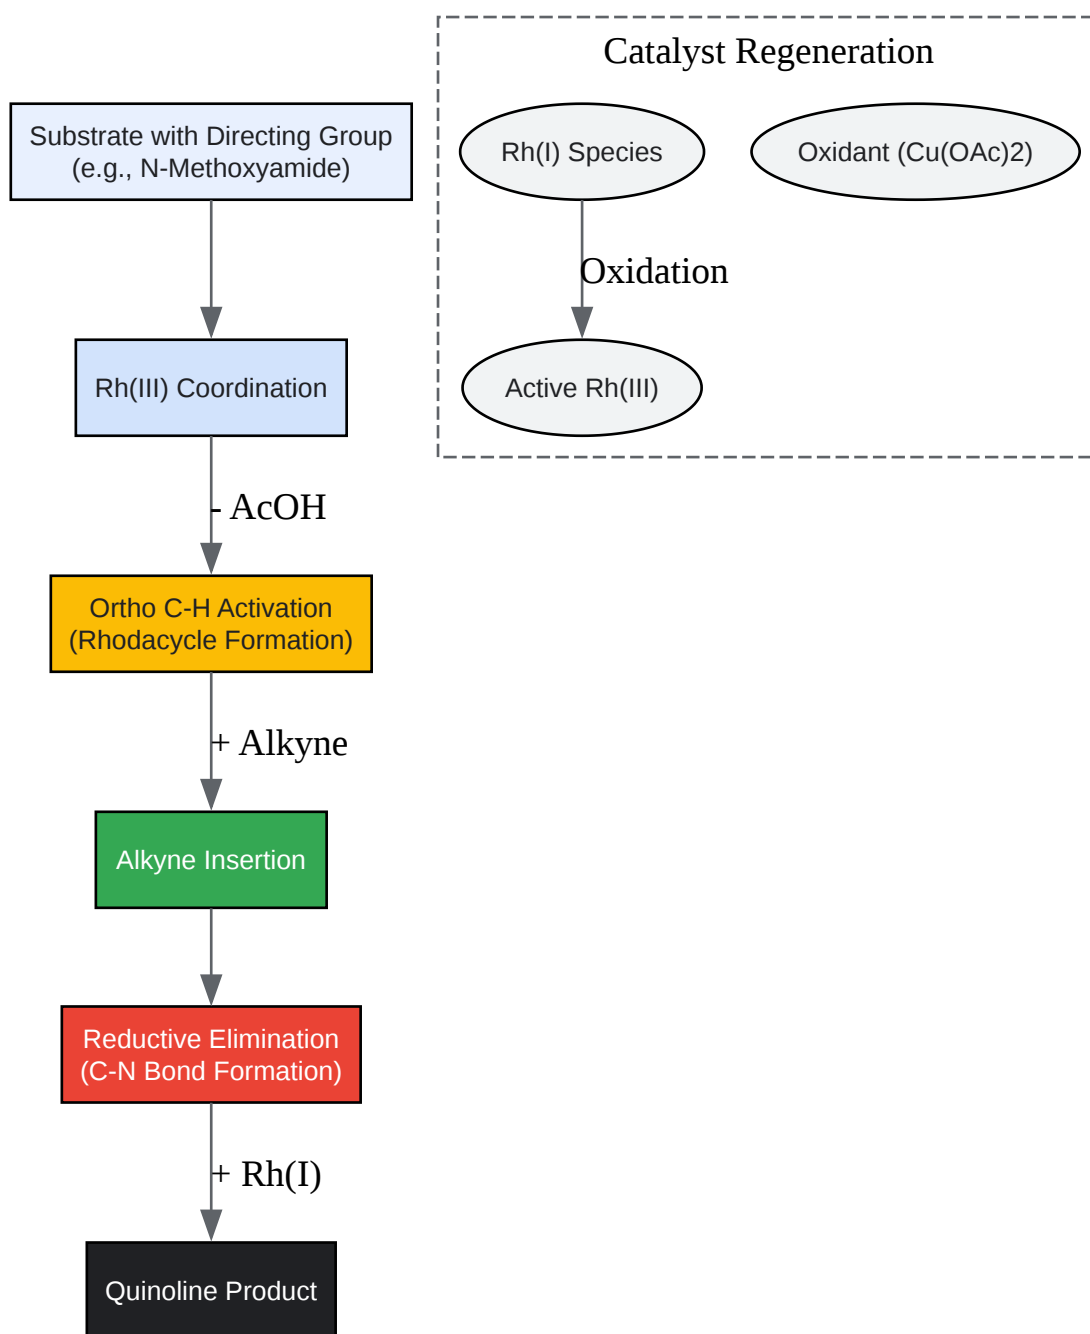 Catalyst Regeneration
Substrate with Directing Group
(e.g., N-Methoxyamide)
Rh(I) Species
Oxidant (Cu(OAc)2)
Oxidation
Rh(III) Coordination
Active Rh(III)
- AcOH
Ortho C-H Activation
(Rhodacycle Formation)
+ Alkyne
Alkyne Insertion
Reductive Elimination
(C-N Bond Formation)
+ Rh(I)
Quinoline Product